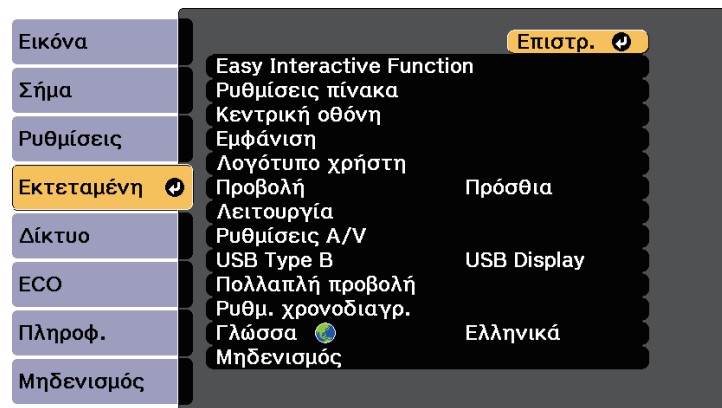 Εικόνα
Σήμα
Ρυθμίσεις
Εκτεταμένη
Δίκτυο
ECO
Πληροφ.
Μηδενισμός
Επιστρ.
Easy Interactive Function
Ρυθμίσεις πίνακα
Κεντρική οθόνη
Εμφάνιση
Λογότυπο χρήστη
Προβολή Πρόσθια
Λειτουργία
Ρυθμίσεις A/V
USB Type B USB Display
Πολλαπλή προβολή
Ρυθμ. χρονοδιαγρ.
Γλώσσα Ελληνικά
Μηδενισμός